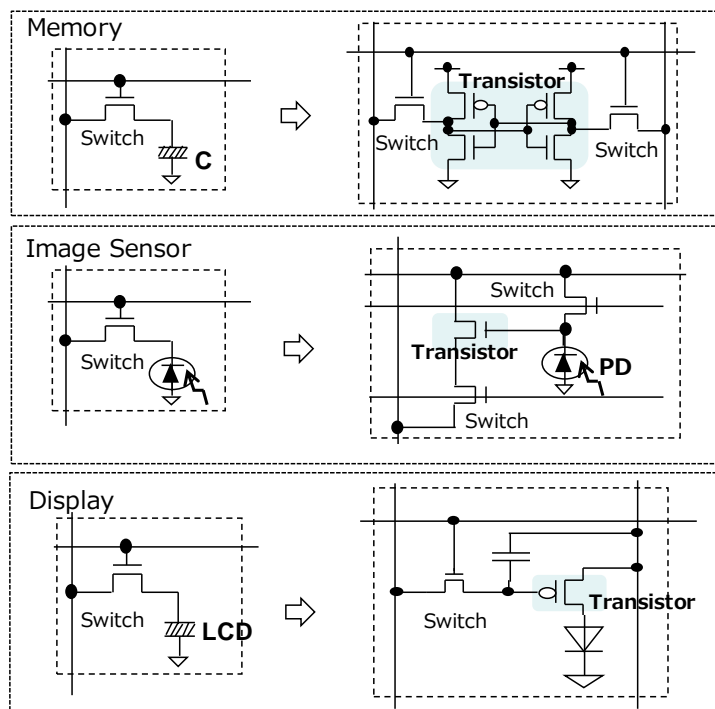 Memory
Transistor
Switch
C
Switch
Switch
Image Sensor
Switch
Switch
Transistor
PD
Switch
Display
Switch
LCD
Switch
Transistor